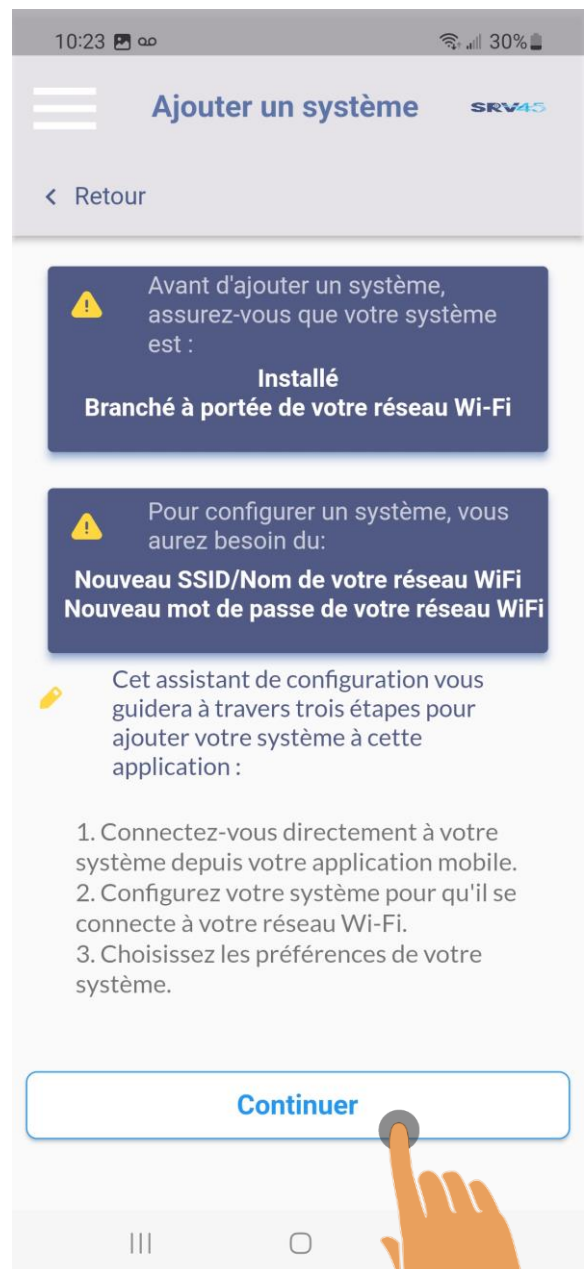 10:23
30%
Ajouter un système
SRV45
< Retour
Avant d'ajouter un système,
assurez-vous que votre système
est :
Installé
Branché à portée de votre réseau Wi-Fi
Pour configurer un système, vous
aurez besoin du:
Nouveau SSID/Nom de votre réseau WiFi
Nouveau mot de passe de votre réseau WiFi
Cet assistant de configuration vous
guidera à travers trois étapes pour
ajouter votre système à cette
application :
1. Connectez-vous directement à votre
système depuis votre application mobile.
2. Configurez votre système pour qu'il se
connecte à votre réseau Wi-Fi.
3. Choisissez les préférences de votre
système.
Continuer